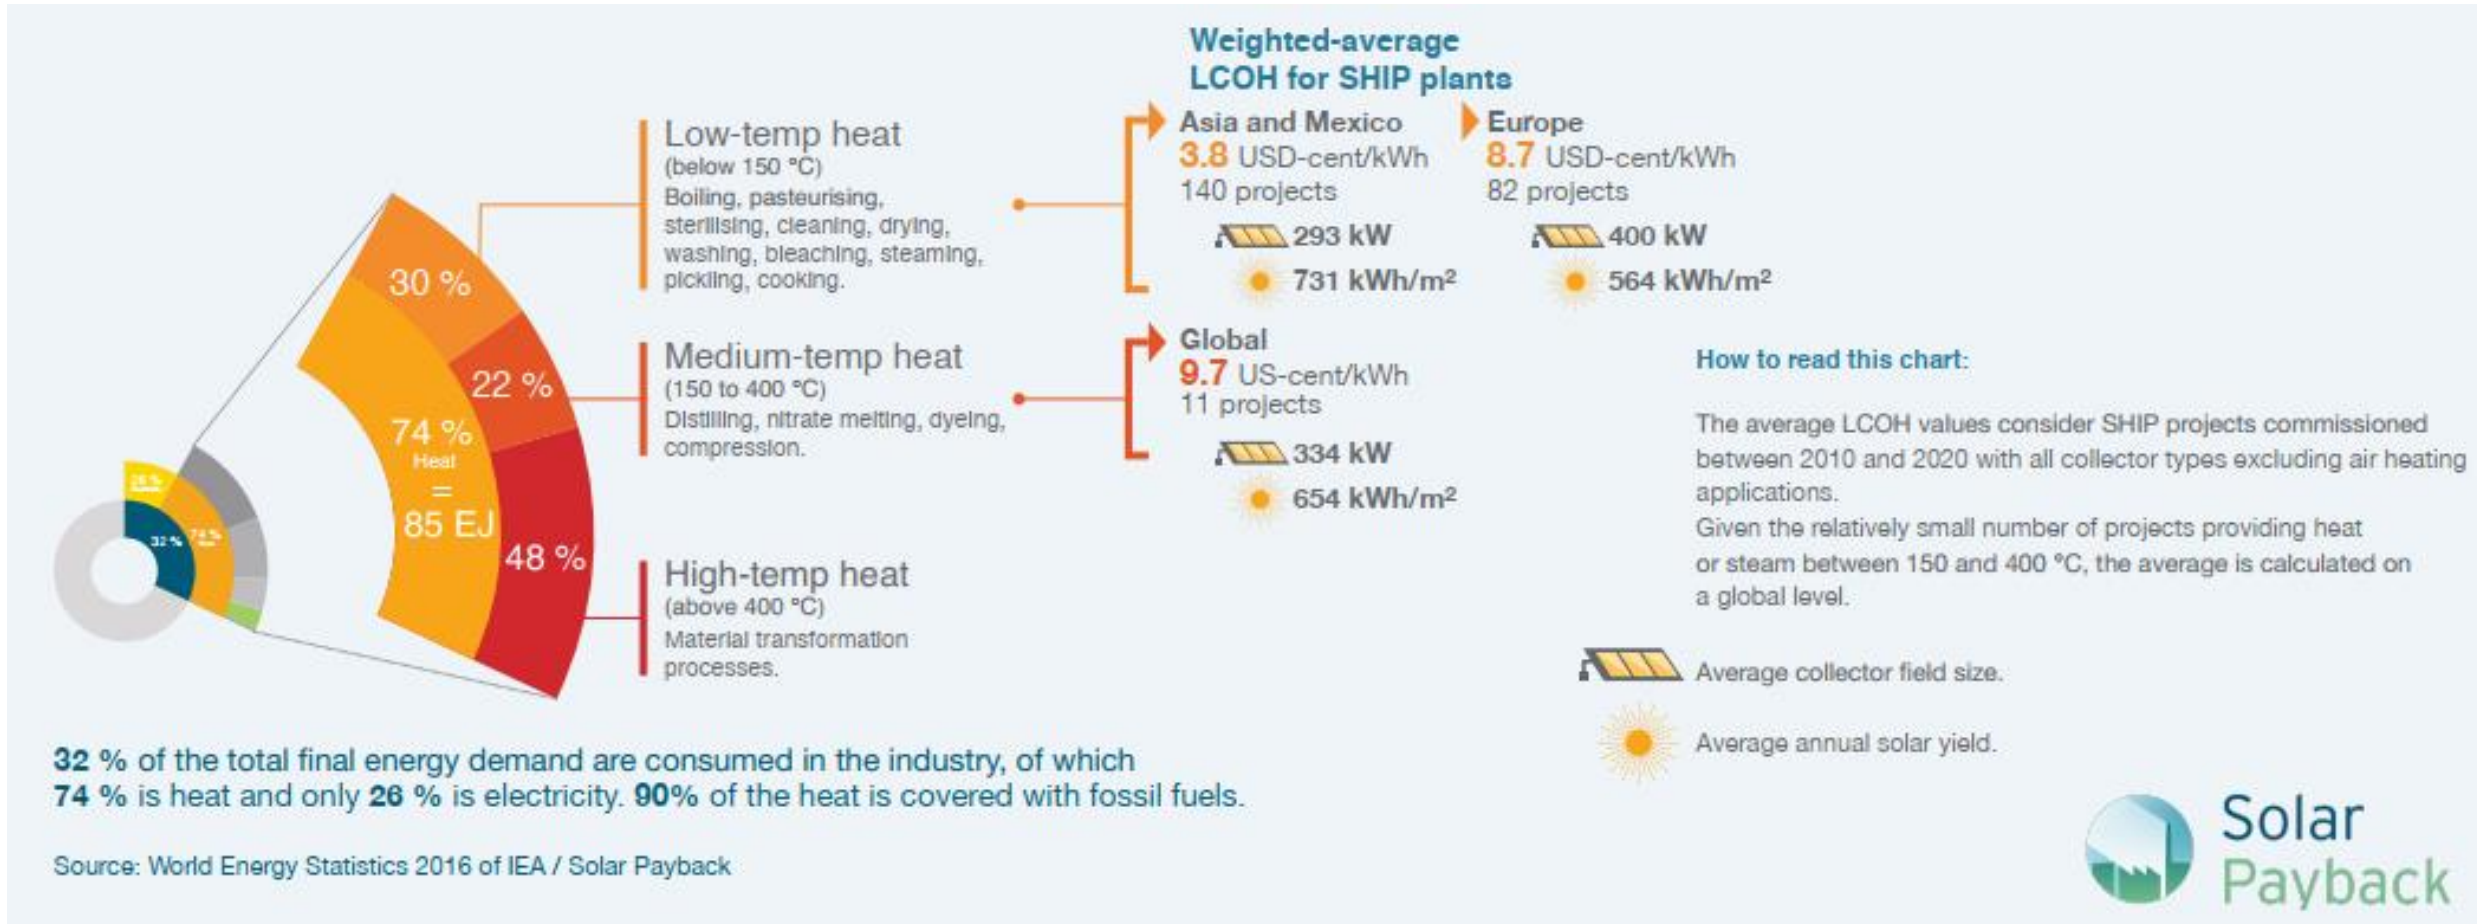 Weighted-average
LCOH for SHIP plants
Low-temp heat
(below 150 °C)
Boiling, pasteurising,
sterilising, cleaning, drying,
washing, bleaching, steaming,
pickling, cooking.
Asia and Mexico
3.8 USD-cent/kWh
140 projects
293 kW
731 kWh/m²
Europe
8.7 USD-cent/kWh
82 projects
400 kW
564 kWh/m²
30 %
22 %
74 %
Heat
=
85 EJ
48 %
26 %
32 %
74 %
Medium-temp heat
(150 to 400 °C)
Distilling, nitrate melting, dyeing,
compression.
Global
9.7 US-cent/kWh
11 projects
334 kW
654 kWh/m²
High-temp heat
(above 400 °C)
Material transformation
processes.
How to read this chart:
The average LCOH values consider SHIP projects commissioned
between 2010 and 2020 with all collector types excluding air heating
applications.
Given the relatively small number of projects providing heat
or steam between 150 and 400 °C, the average is calculated on
a global level.
Average collector field size.
Average annual solar yield.
32 % of the total final energy demand are consumed in the industry, of which
74 % is heat and only 26 % is electricity. 90% of the heat is covered with fossil fuels.
Source: World Energy Statistics 2016 of IEA / Solar Payback
Solar
Payback